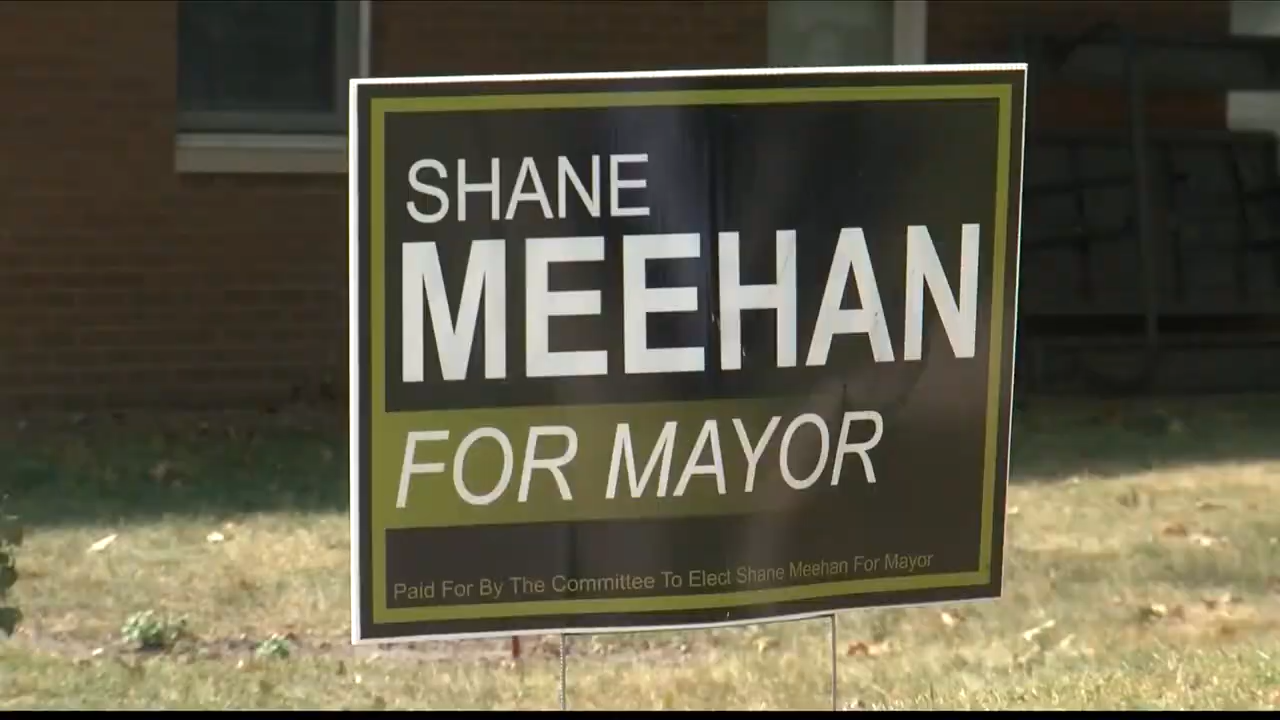 SHANE
MEEHAN
FOR MAYOR
Paid For By The Committee To Elect Shane Meehan For Mayor